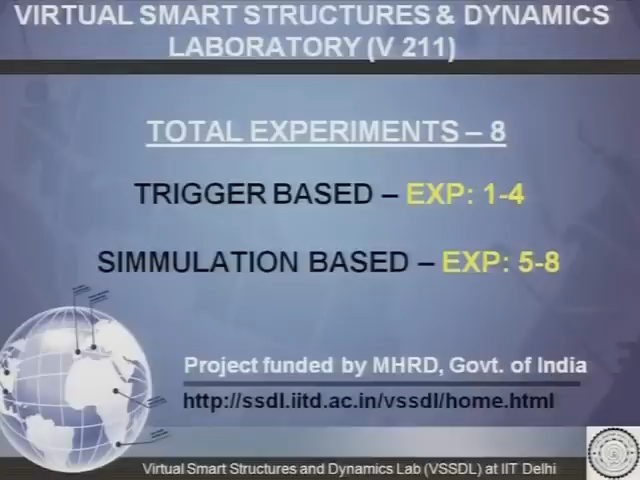 VIRTUAL SMART STRUCTURES & DYNAMICS
LABORATORY (V 211)
TOTAL EXPERIMENTS – 8
TRIGGER BASED – EXP: 1-4
SIMMULATION BASED – EXP: 5-8
Project funded by MHRD, Govt. of India
http://ssdl.iitd.ac.in/vssdl/home.html
Virtual Smart Structures and Dynamics Lab (VSSDL) at IIT Delhi